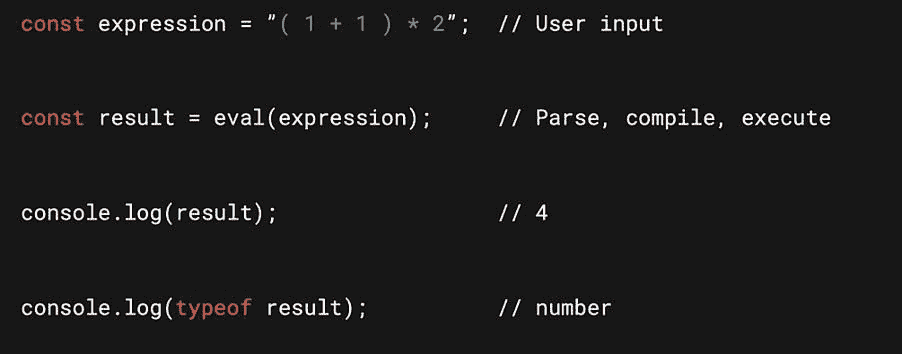 const expression = ”( 1 + 1 ) * 2”;  // User input
const result = eval(expression);     // Parse, compile, execute
console.log(result);                 // 4
console.log(typeof result);          // number